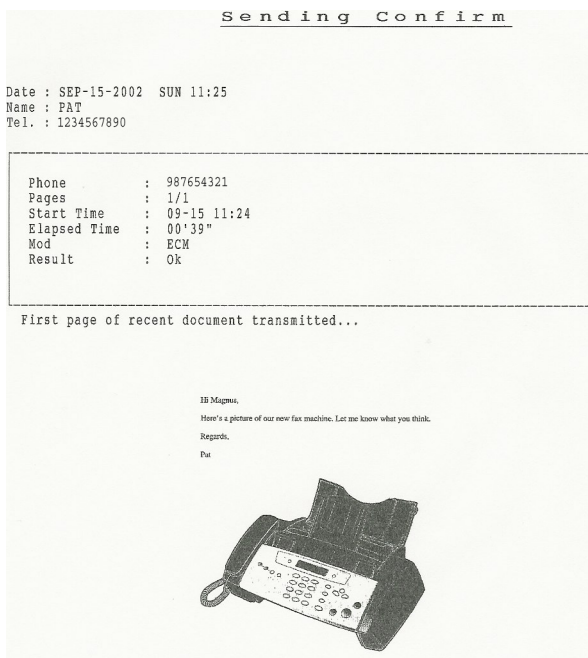 Sending Confirm
Date : SEP-15-2002 SUN 11:25
Name : PAT
Tel. : 1234567890
Phone : 987654321
Pages : 1/1
Start Time : 09-15 11:24
Elapsed Time : 00'39"
Mod : ECM
Result : Ok
First page of recent document transmitted...
Hi Magnus,
Here's a picture of our new fax machine. Let me know what you think.
Regards,
Pat